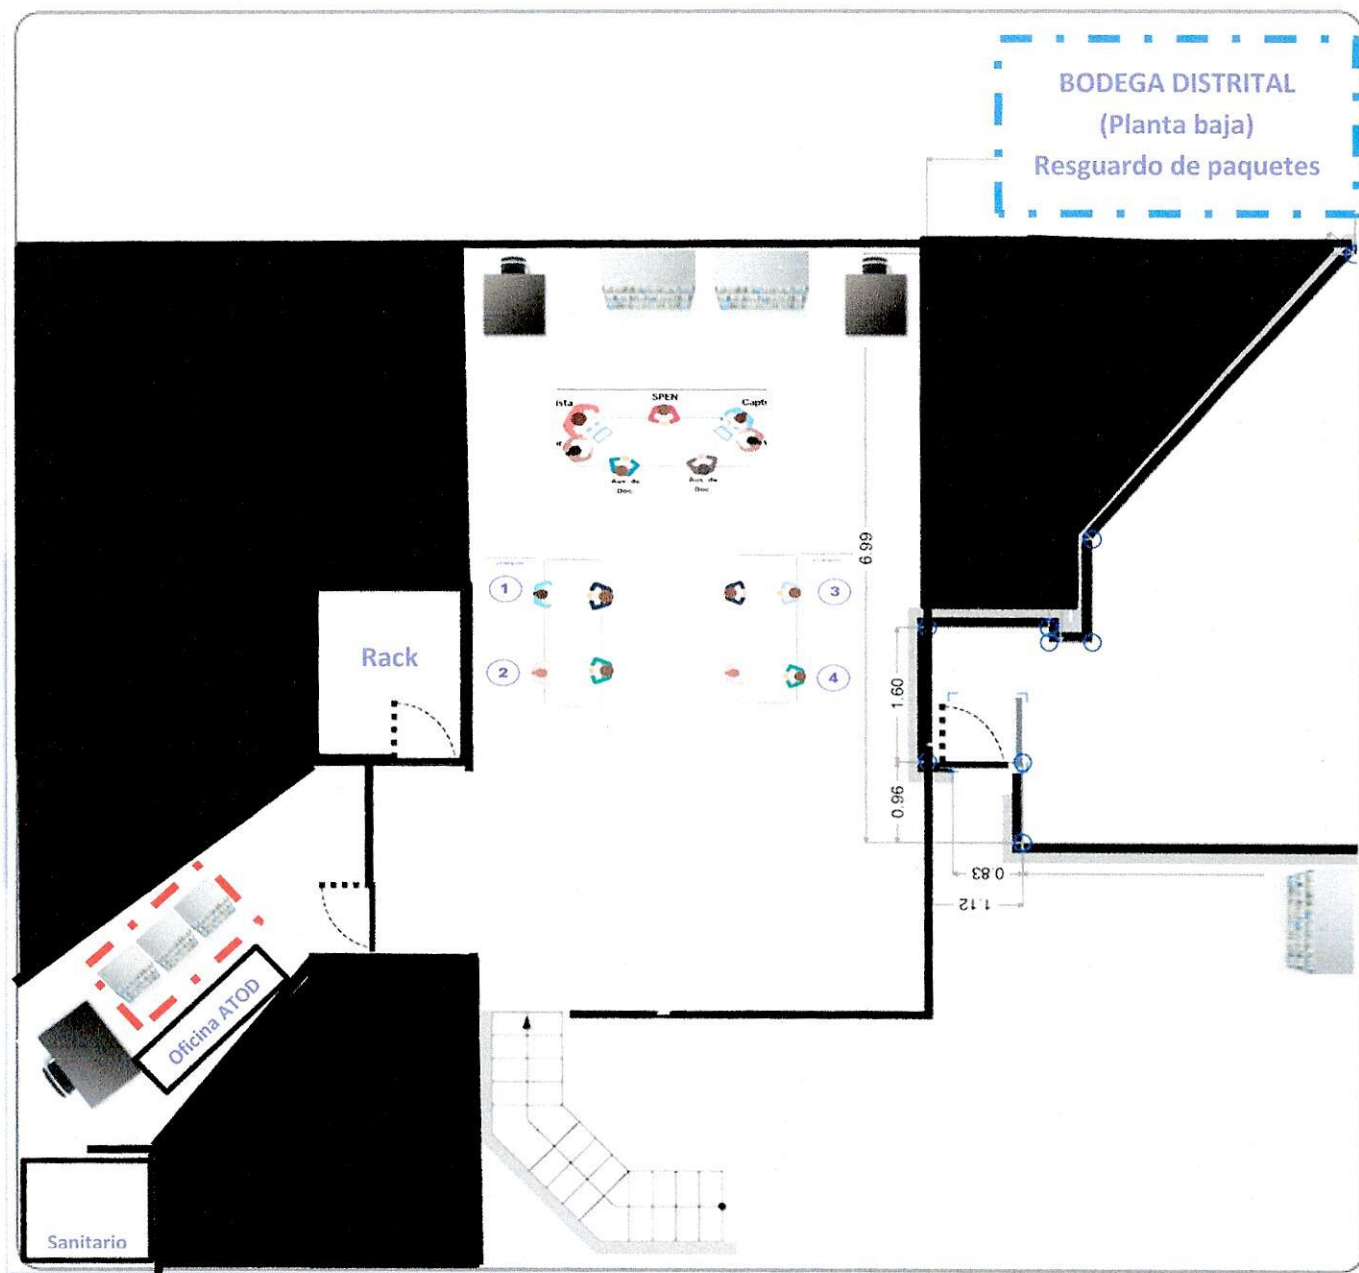 BODEGA DISTRITAL
(Planta baja)
Resguardo de paquetes
ista
SPEN
Capt
Aux. de
Doc
Aux. de
Doc
6.99
1
3
2
4
Rack
1.60
0.96
0.83
1.12
Oficina ATOD
Sanitario